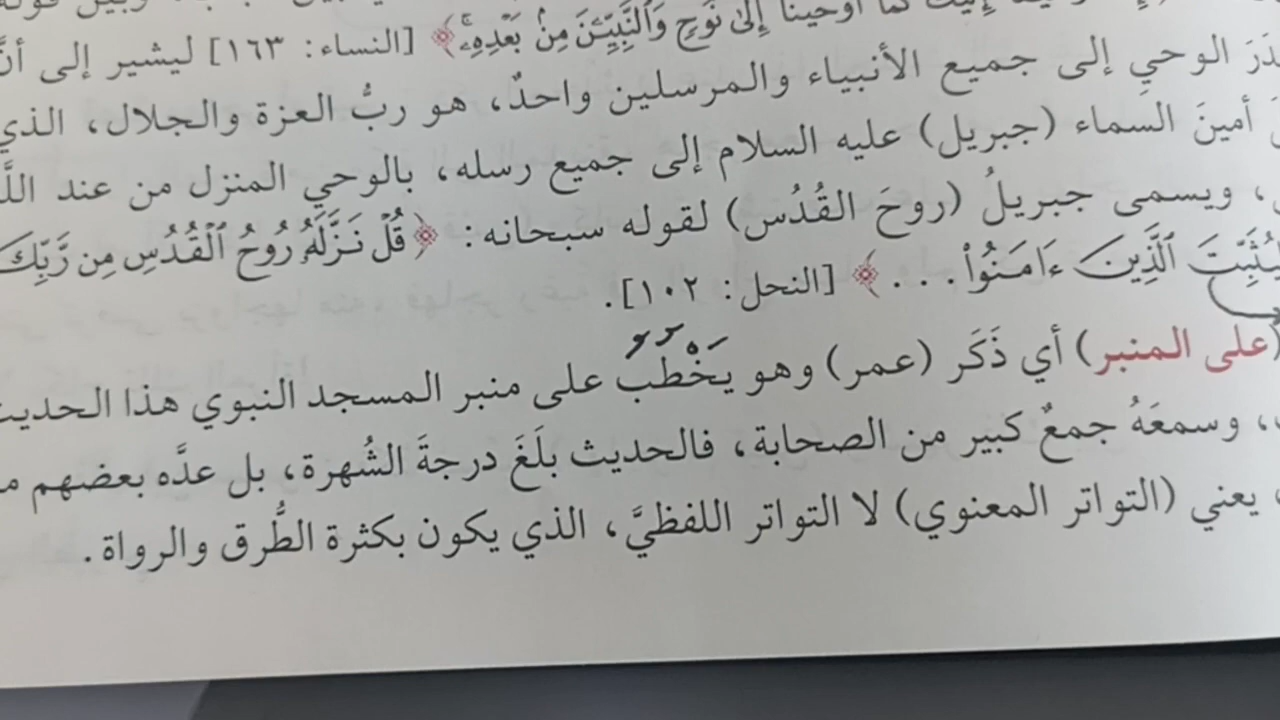 كما أوحينا إلى نوح والنبيين من بعده﴾ [النساء: ١٦٣] ليشير إلى أنَّ
الوحيِ إلى جميع الأنبياء والمرسلين واحدٌ، هو ربُّ العزة والجلال، الذي
أمينَ السماء (جبريل) عليه السلام إلى جميع رسله، بالوحي المنزل من عند
، ويسمى جبريلُ (روحَ القُدُس) لقوله سبحانه: ﴿قُلْ نَزَّلَهُۥ رُوحُ ٱلْقُدُسِ مِن رَّبِّكَ
ٱلَّذِينَ ءَامَنُوا۟ . . . ﴾ [النحل: ١٠٢].
(على المنبر) أي ذَكَر (عمر) وهو يَخْطُب على منبر المسجد النبوي هذا الحديث
، وسمعَهُ جمعٌ كبير من الصحابة، فالحديث بلَغَ درجةَ الشُهرة، بل عدَّه بعضهم
يعني (التواتر المعنوي) لا التواتر اللفظيَّ، الذي يكون بكثرة الطُّرق والرواة.